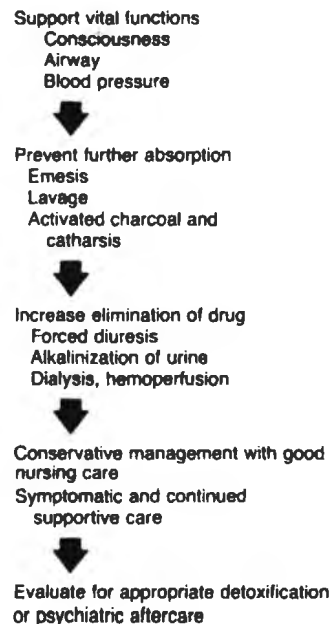 Support vital functions
Consciousness
Airway
Blood pressure
Prevent further absorption
Emesis
Lavage
Activated charcoal and
catharsis
Increase elimination of drug
Forced diuresis
Alkalinization of urine
Dialysis, hemoperfusion
Conservative management with good
nursing care
Symptomatic and continued
supportive care
Evaluate for appropriate detoxification
or psychiatric aftercare